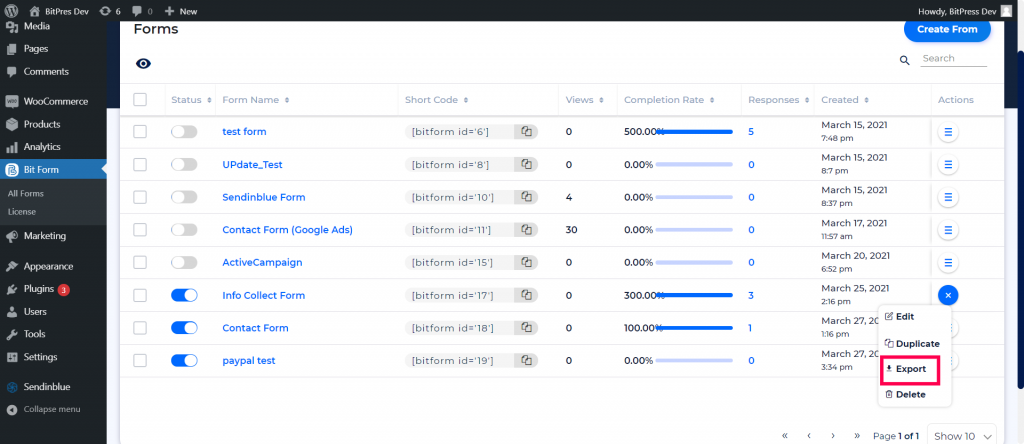 BitPress Dev 6 0 New Howdy, BitPress Dev
Media
Pages
Comments
WooCommerce
Products
Analytics
Bit Form
All Forms
License
Marketing
Appearance
Plugins 3
Users
Tools
Settings
Sendinblue
Collapse menu
Forms
Create From
Search
Status Form Name Short Code Views Completion Rate Responses Created Actions
test form [bitform id='6'] 0 500.00% 5 March 15, 2021
7:48 pm
UPdate_Test [bitform id='8'] 0 0.00% 0 March 15, 2021
8:7 pm
Sendinblue Form [bitform id='10'] 4 0.00% 0 March 15, 2021
8:37 pm
Contact Form (Google Ads) [bitform id='11'] 30 0.00% 0 March 17, 2021
11:57 am
ActiveCampaign [bitform id='15'] 0 0.00% 0 March 20, 2021
6:52 pm
Info Collect Form [bitform id='17'] 0 300.00% 3 March 25, 2021
2:16 pm
Contact Form [bitform id='18'] 0 100.00% 1 March 27, 20
1:16 pm
paypal test [bitform id='19'] 0 0.00% 0 March 27, 20
3:34 pm
Edit
Duplicate
Export
Delete
« ‹ › » Page 1 of 1 Show 10